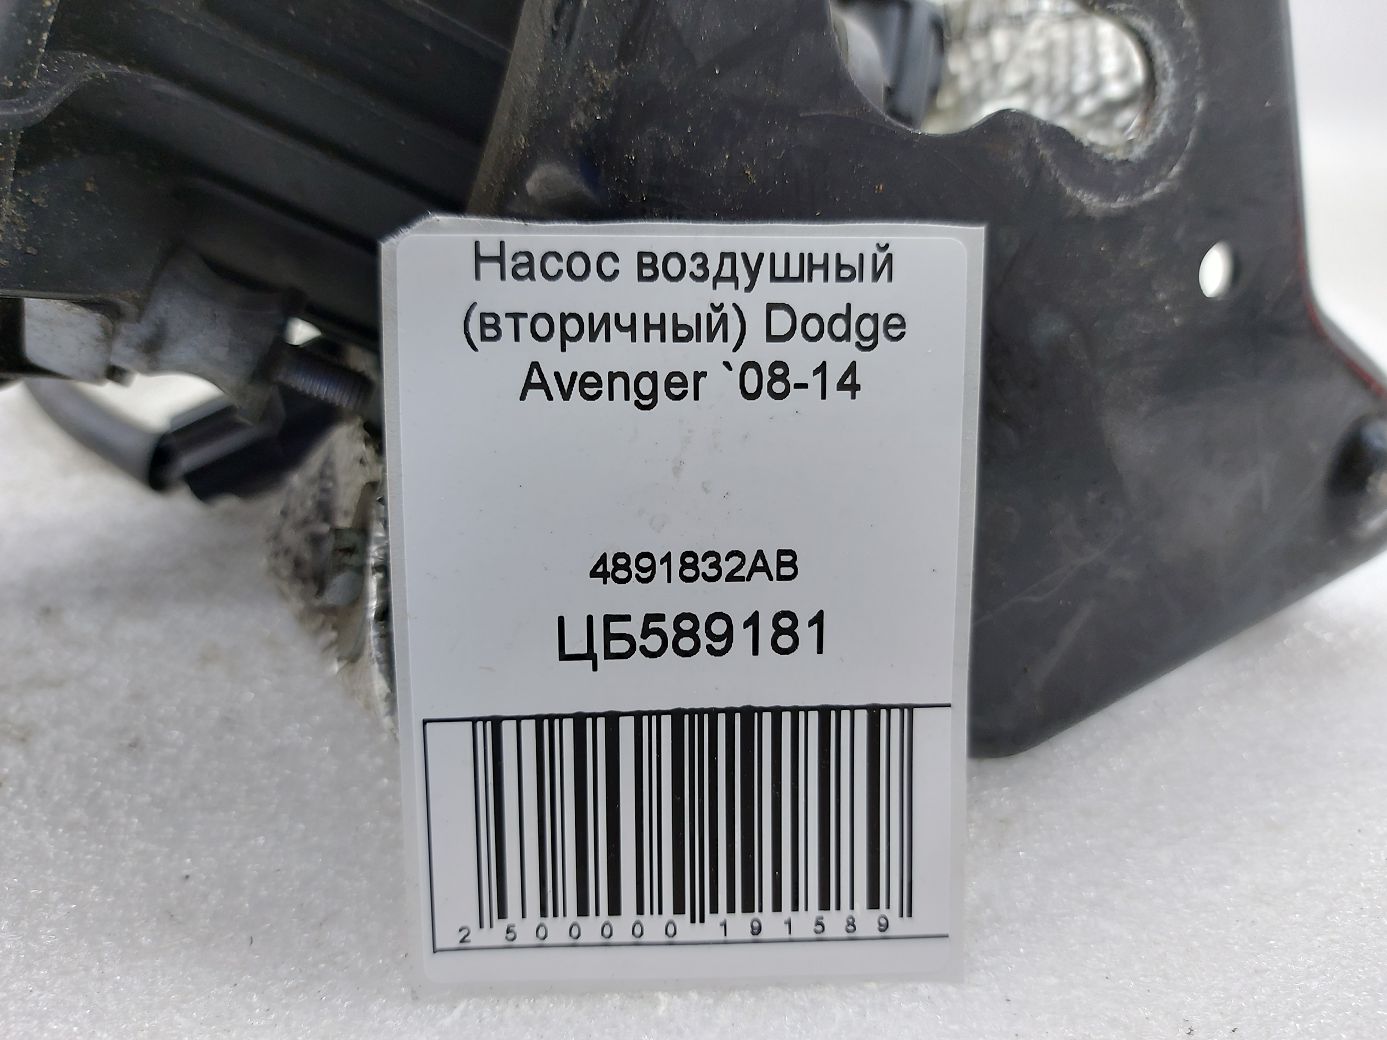 Насос воздушный
(вторичный) Dodge
Avenger `08-14
4891832AB
ЦБ589181
2 500000 191589